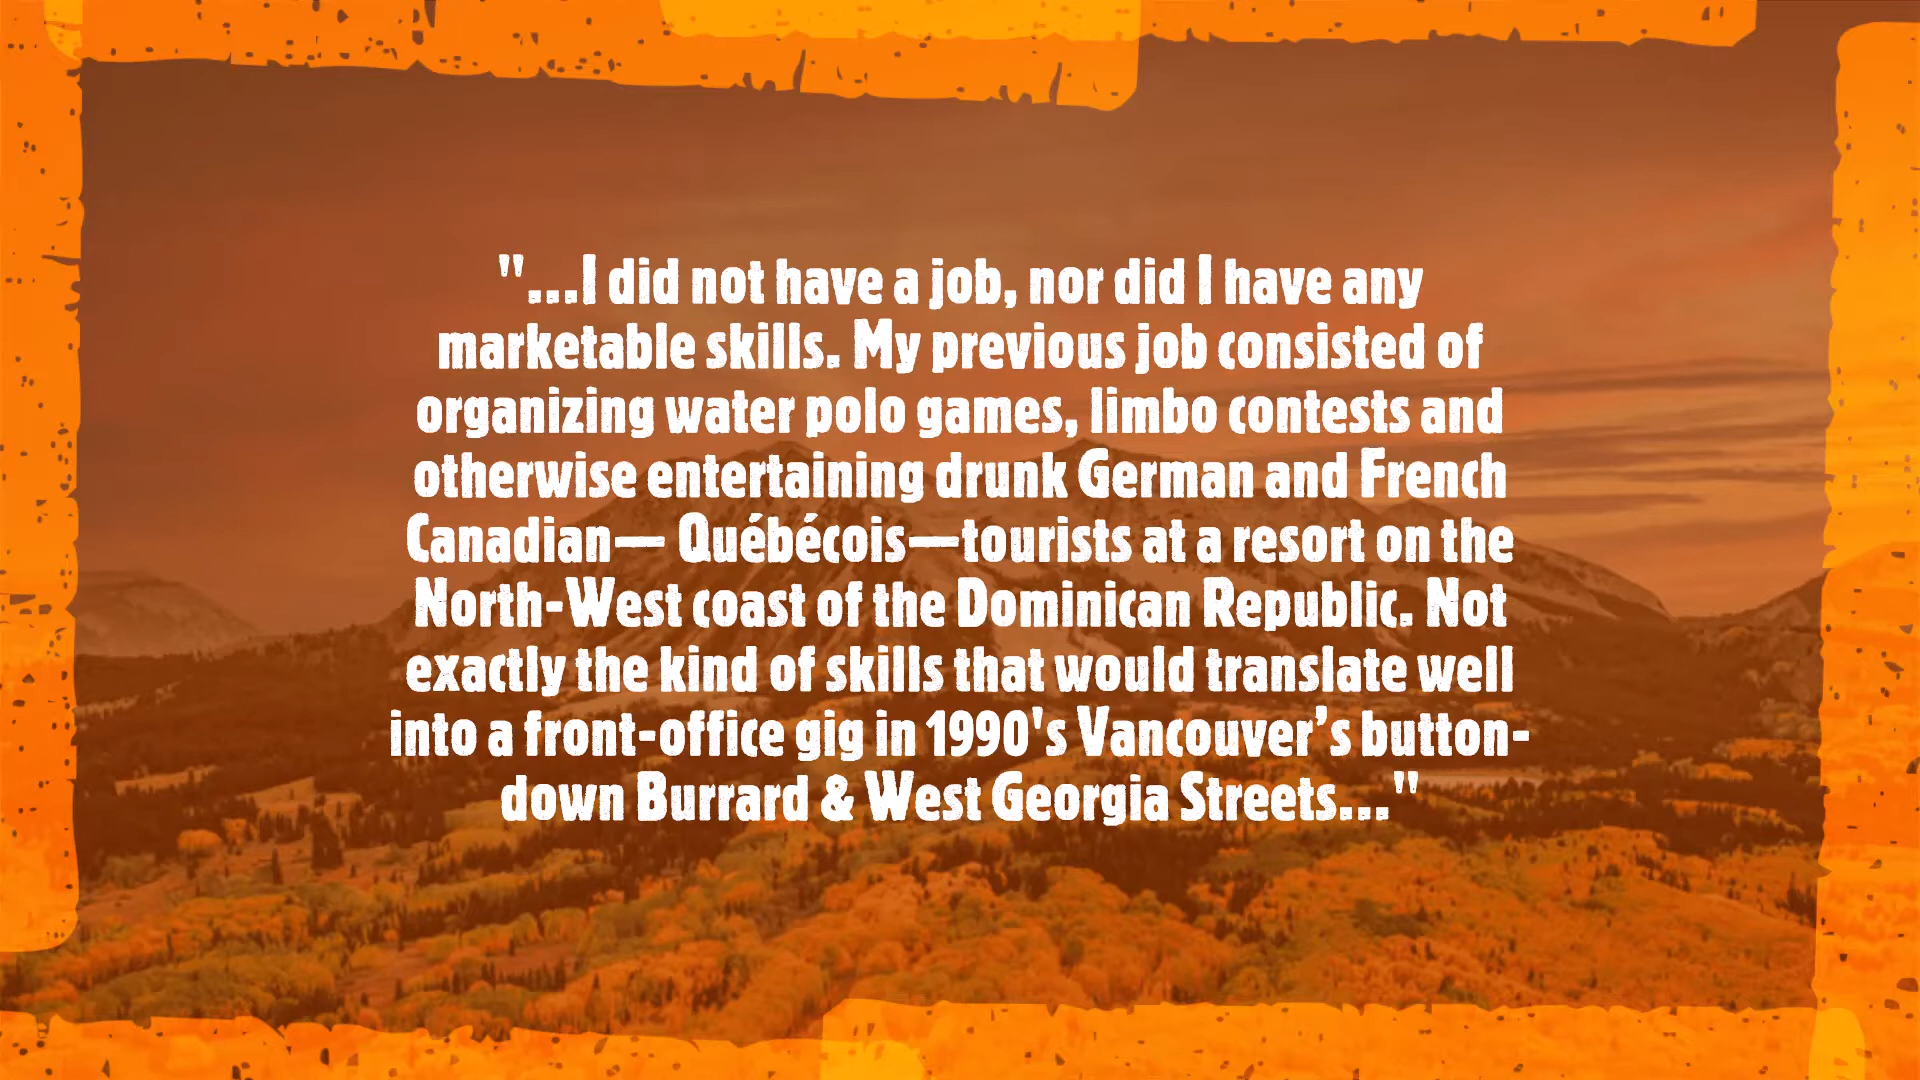 "...I did not have a job, nor did I have any
marketable skills. My previous job consisted of
organizing water polo games, limbo contests and
otherwise entertaining drunk German and French
Canadian— Québécois—tourists at a resort on the
North-West coast of the Dominican Republic. Not
exactly the kind of skills that would translate well
into a front-office gig in 1990's Vancouver’s button-
down Burrard & West Georgia Streets..."